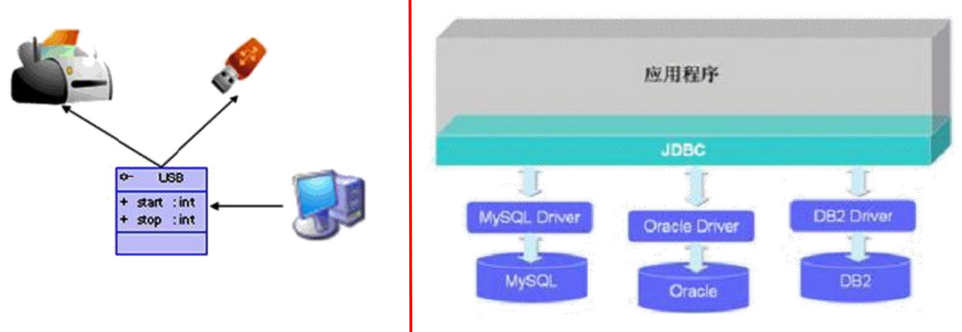 USB
+ start : int
+ stop : int
应用程序
JDBC
MySQL Driver
Oracle Driver
DB2 Driver
MySQL
Oracle
DB2